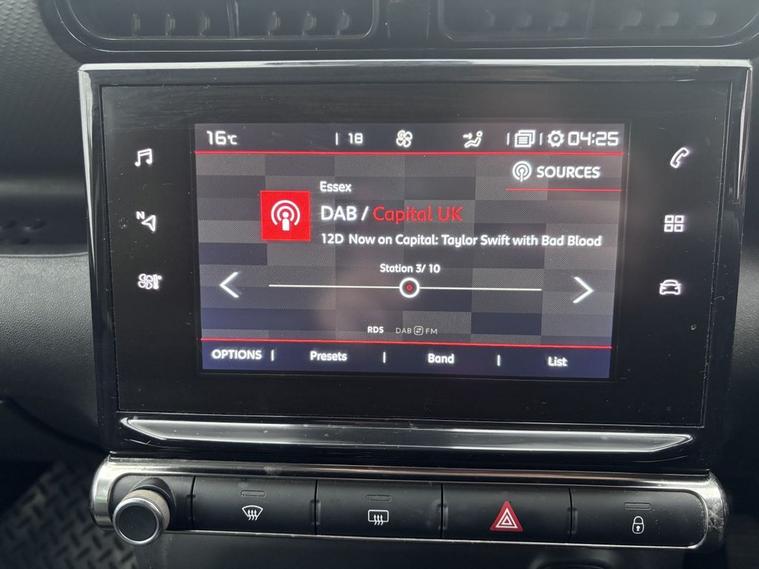 16°C 18 04:25
SOURCES
Essex
DAB / Capital UK
12D Now on Capital: Taylor Swift with Bad Blood
Station 3/ 10
RDS DAB FM
OPTIONS Presets Band List
N